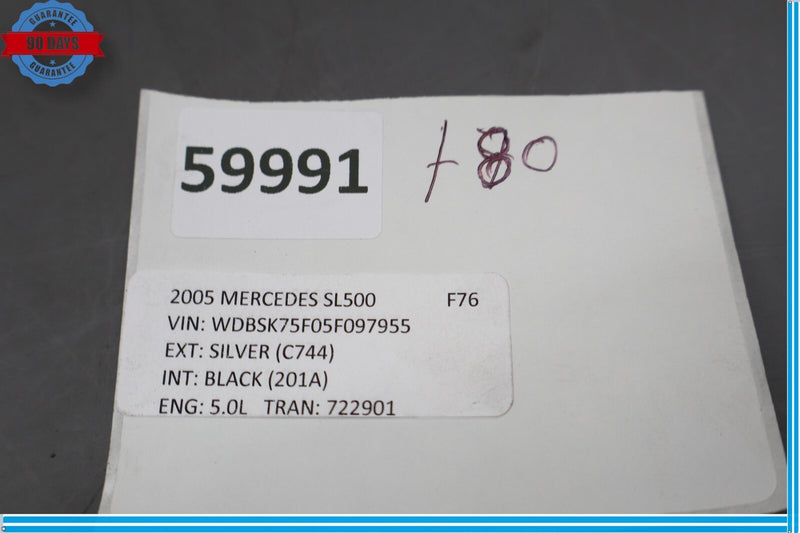 GUARANTEE
90 DAYS
GUARANTEE
59991
2005 MERCEDES SL500 F76
VIN: WDBSK75F05F097955
EXT: SILVER (C744)
INT: BLACK (201A)
ENG: 5.0L TRAN: 722901